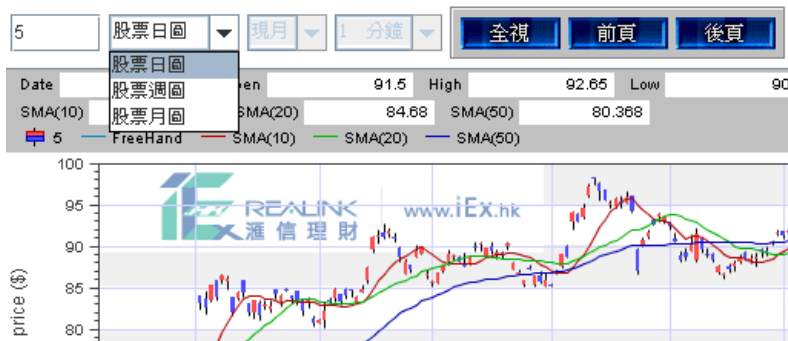 5 股票日圖 現月 1 分鐘 全視 前頁 後頁
股票日圖
股票週圖
股票月圖
Date 91.5 High 92.65 Low 90
SMA(10) SMA(20) 84.68 SMA(50) 80.368
5 FreeHand SMA(10) SMA(20) SMA(50)
100
95
90
85
80
price ($)
iEx REALINK www.iEx.hk
滙信理財